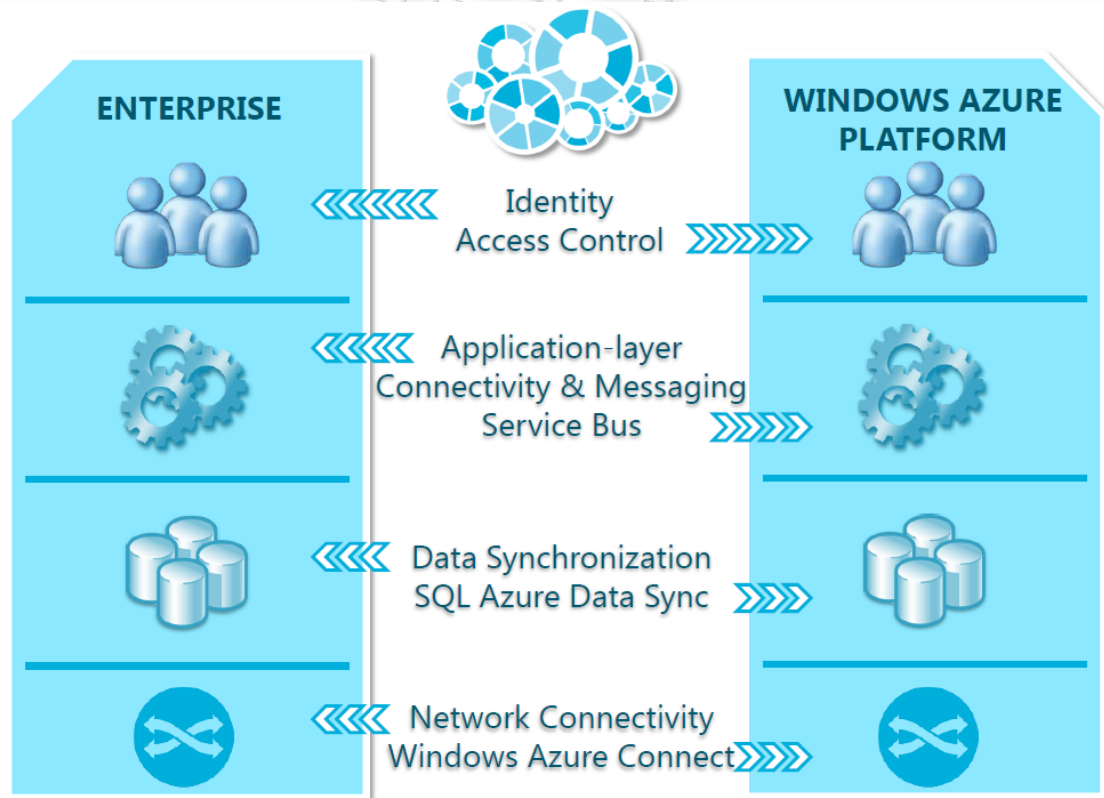 ENTERPRISE
WINDOWS AZURE
PLATFORM
Identity
Access Control
Application-layer
Connectivity & Messaging
Service Bus
Data Synchronization
SQL Azure Data Sync
Network Connectivity
Windows Azure Connect